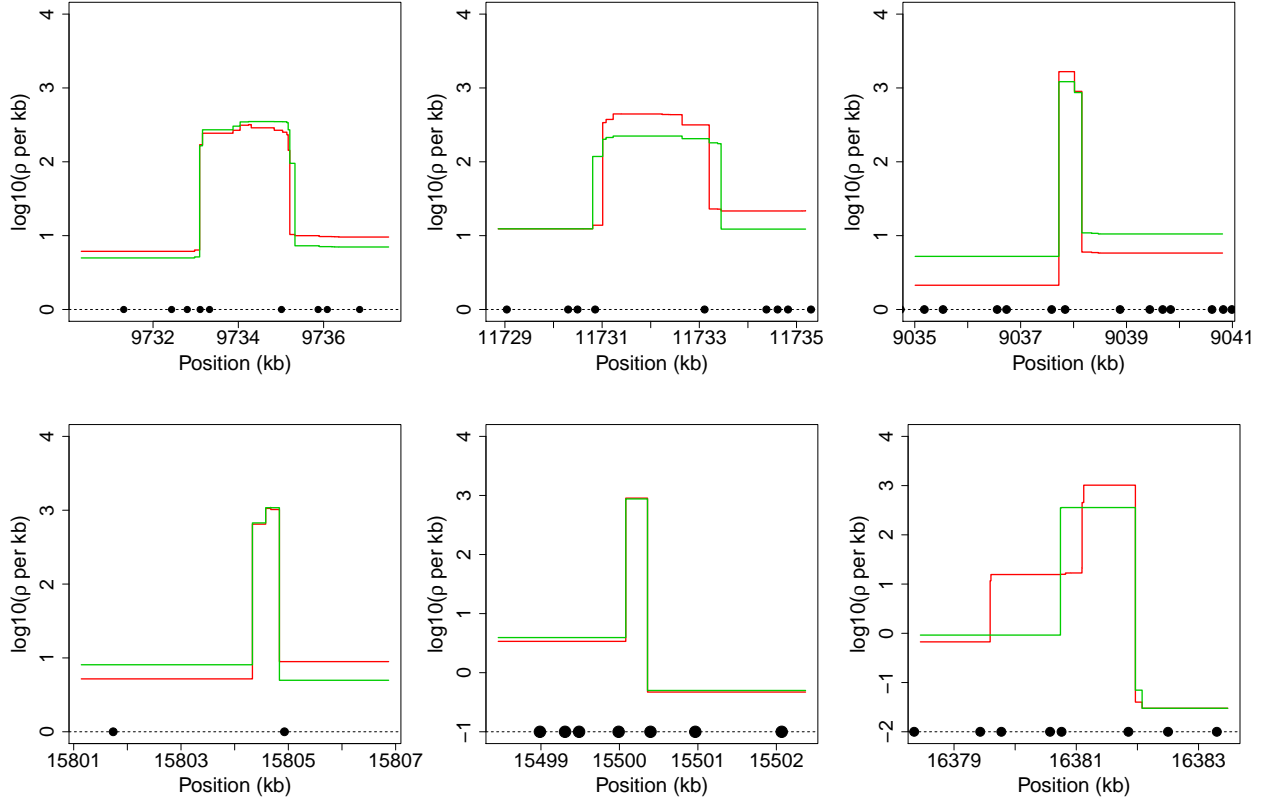 4
3
2
1
0
log10(ρ per kb)
9732 9734 9736
Position (kb)
4
3
2
1
0
log10(ρ per kb)
11729 11731 11733 11735
Position (kb)
4
3
2
1
0
log10(ρ per kb)
9035 9037 9039 9041
Position (kb)
4
3
2
1
0
log10(ρ per kb)
15801 15803 15805 15807
Position (kb)
4
3
2
1
0
−1
log10(ρ per kb)
15499 15500 15501 15502
Position (kb)
4
3
2
1
0
−1
−2
log10(ρ per kb)
16379 16381 16383
Position (kb)